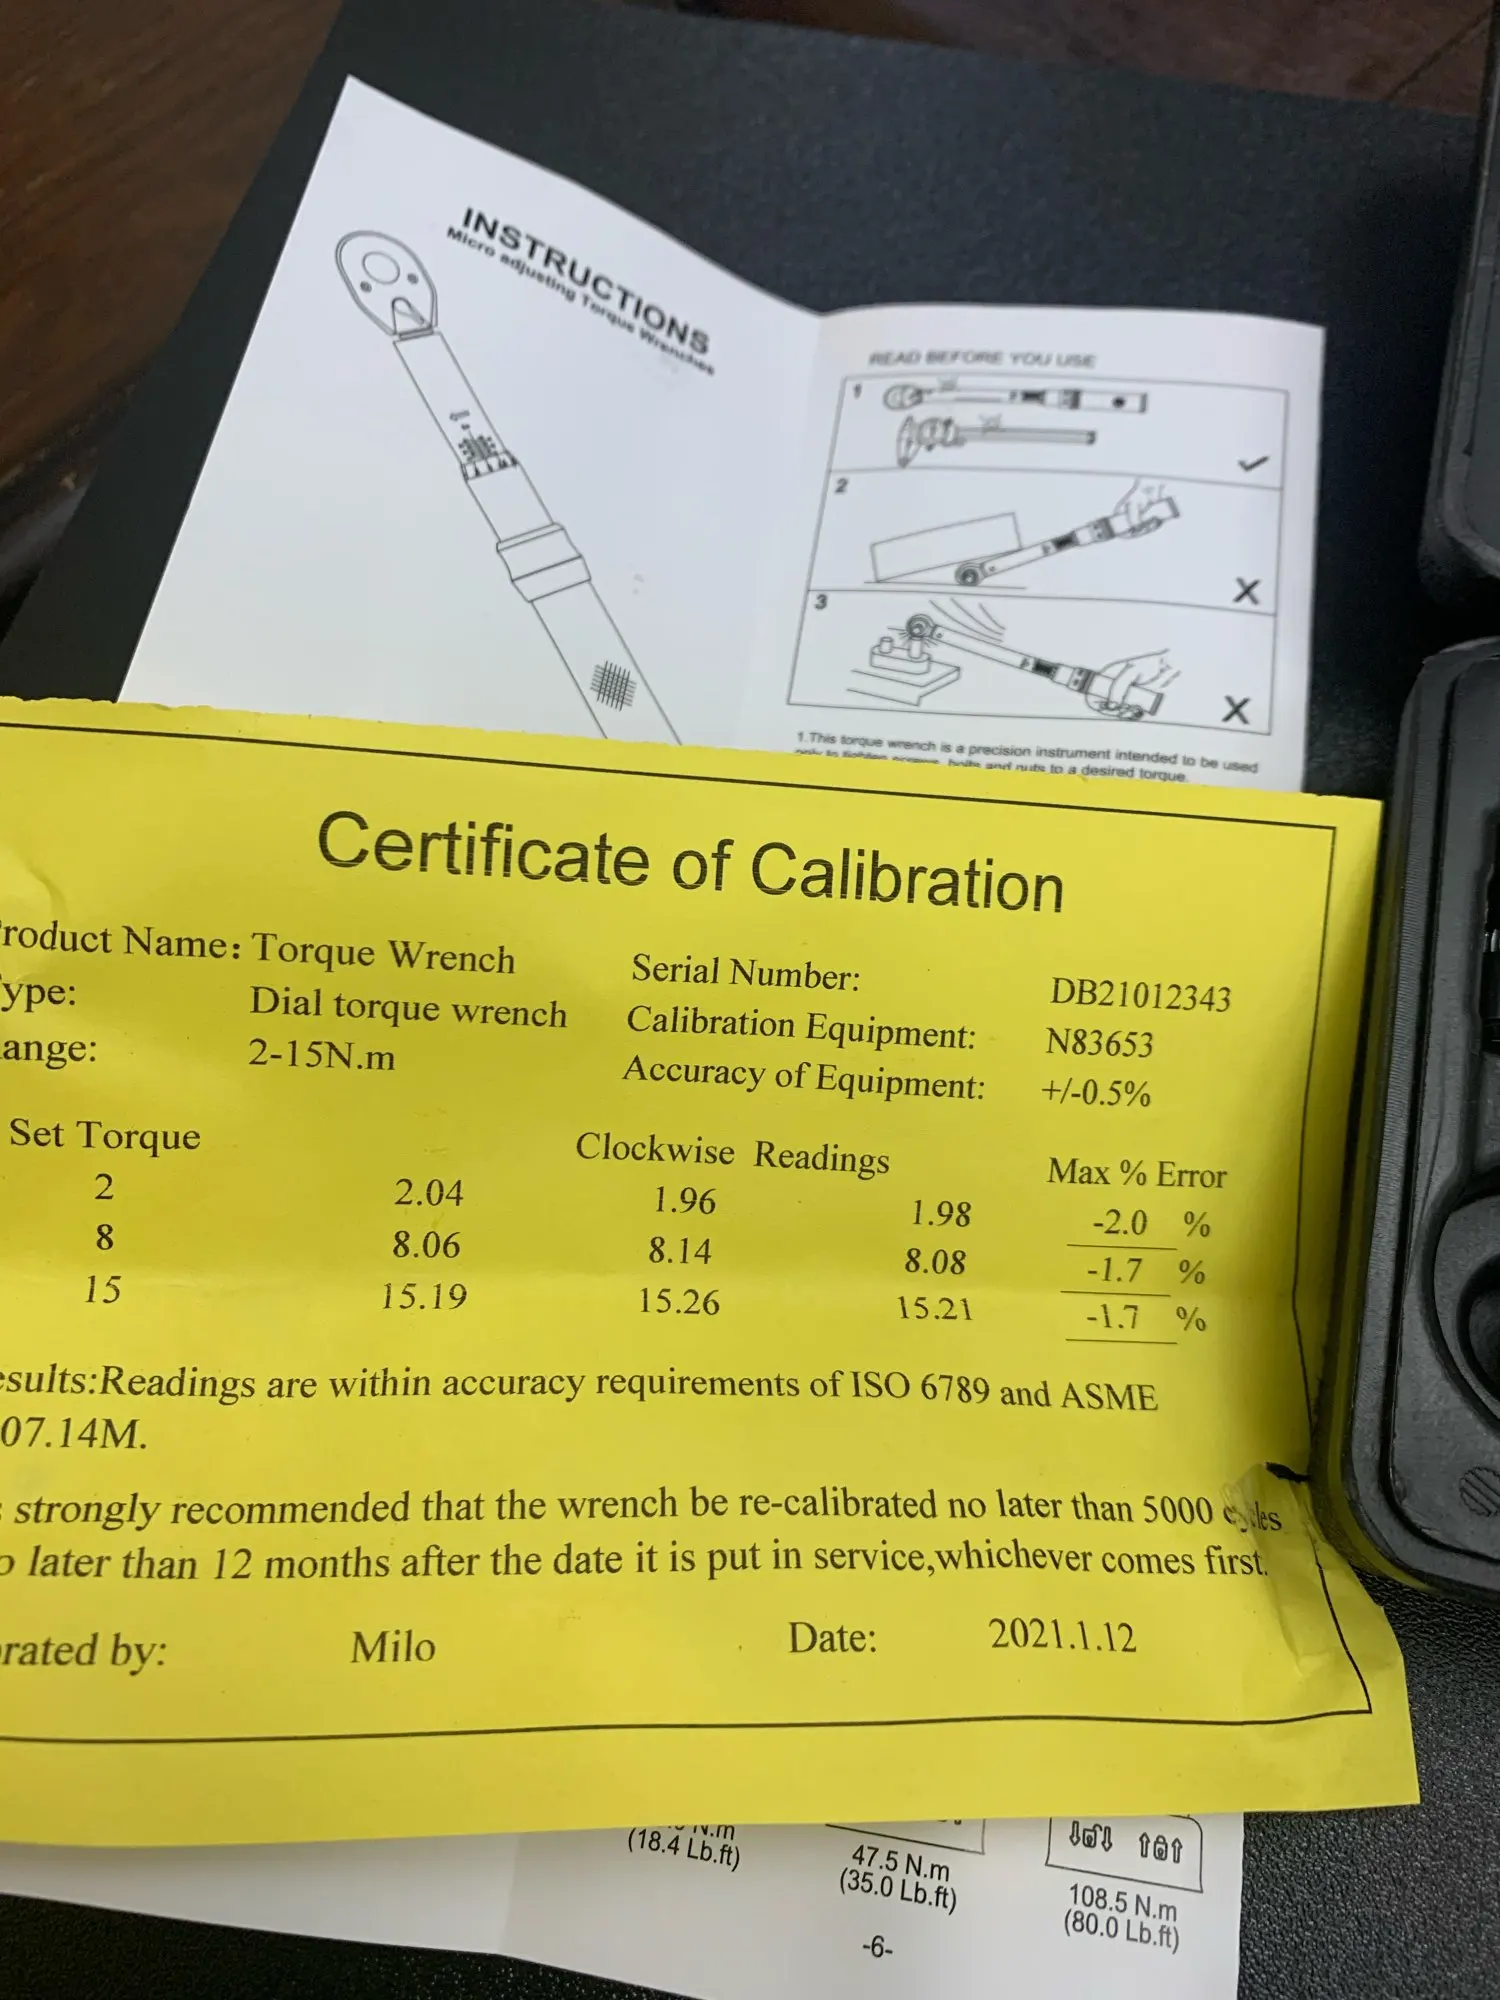 INSTRUCTIONS
Micro adjusting Torque Wrenches
READ BEFORE YOU USE
1
2
3
1.This torque wrench is a precision instrument intended to be used
only to tighten screws, bolts and nuts to a desired torque.
Certificate of Calibration
roduct Name: Torque Wrench
ype: Dial torque wrench
ange: 2-15N.m
Serial Number: DB21012343
Calibration Equipment: N83653
Accuracy of Equipment: +/-0.5%
Set Torque Clockwise Readings Max % Error
2 2.04 1.96 1.98 -2.0 %
8 8.06 8.14 8.08 -1.7 %
15 15.19 15.26 15.21 -1.7 %
esults:Readings are within accuracy requirements of ISO 6789 and ASME
07.14M.
strongly recommended that the wrench be re-calibrated no later than 5000 cycles
o later than 12 months after the date it is put in service,whichever comes first.
rated by: Milo Date: 2021.1.12
N.m
(18.4 Lb.ft)
47.5 N.m
(35.0 Lb.ft)
108.5 N.m
(80.0 Lb.ft)
-6-